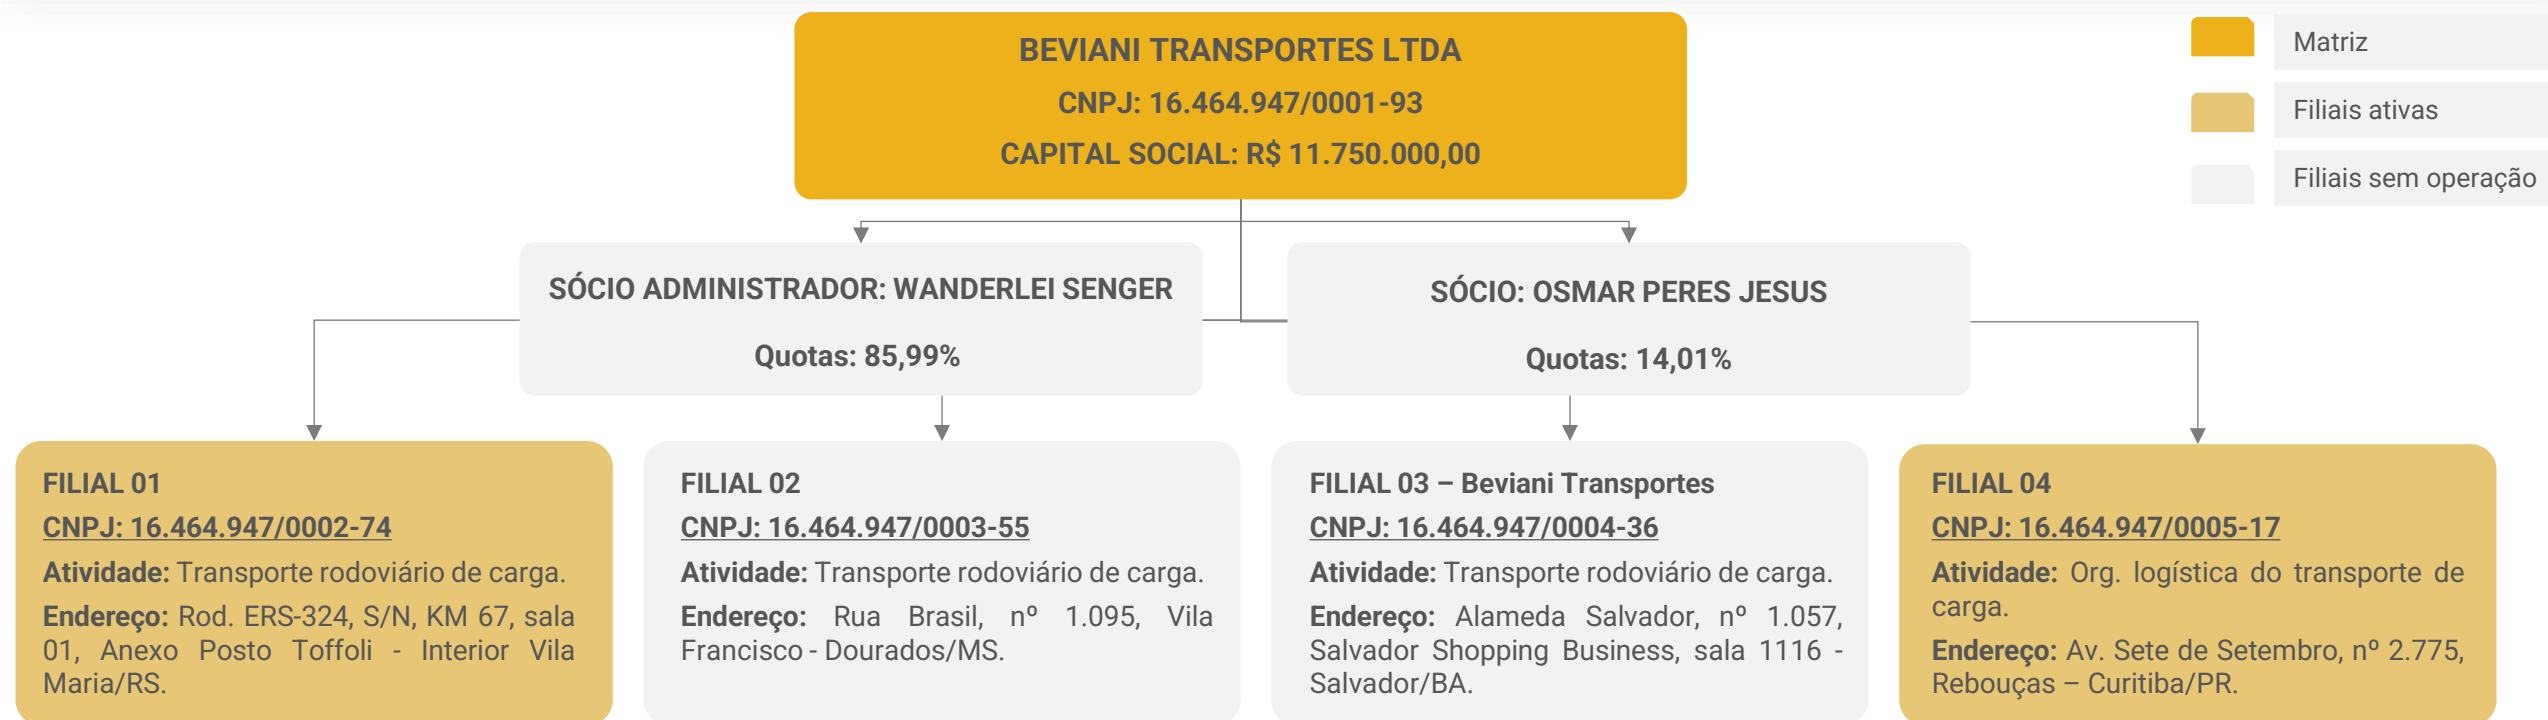 BEVIANI TRANSPORTES LTDA
CNPJ: 16.464.947/0001-93
CAPITAL SOCIAL: R$ 11.750.000,00
Matriz
Filiais ativas
Filiais sem operação
SÓCIO ADMINISTRADOR: WANDERLEI SENGER
Quotas: 85,99%
SÓCIO: OSMAR PERES JESUS
Quotas: 14,01%
FILIAL 01
CNPJ: 16.464.947/0002-74
Atividade: Transporte rodoviário de carga.
Endereço: Rod. ERS-324, S/N, KM 67, sala
01, Anexo Posto Toffoli - Interior Vila
Maria/RS.
FILIAL 02
CNPJ: 16.464.947/0003-55
Atividade: Transporte rodoviário de carga.
Endereço: Rua Brasil, nº 1.095, Vila
Francisco - Dourados/MS.
FILIAL 03 – Beviani Transportes
CNPJ: 16.464.947/0004-36
Atividade: Transporte rodoviário de carga.
Endereço: Alameda Salvador, nº 1.057,
Salvador Shopping Business, sala 1116 -
Salvador/BA.
FILIAL 04
CNPJ: 16.464.947/0005-17
Atividade: Org. logística do transporte de
carga.
Endereço: Av. Sete de Setembro, nº 2.775,
Rebouças – Curitiba/PR.